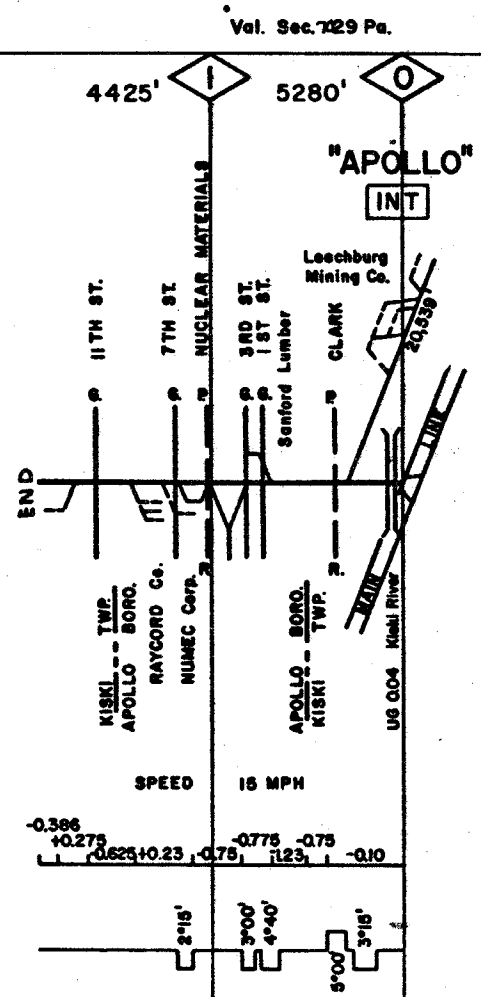 Val. Sec. 7429 Pa.
4425'
1
5280'
0
"APOLLO"
INT
Leechburg
Mining Co.
20,539
11TH ST.
7TH ST.
NUCLEAR MATERIALS
3RD ST.
1ST ST.
Sanford Lumber
CLARK
END
LINE
MAIN
KISKI -- TWP.
APOLLO BORO.
RAYCORD Co.
NUMEC Corp.
APOLLO -- BORO.
KISKI TWP.
UG 0.04 Kiski River
SPEED 15 MPH
-0.386
+0.275
-0.625
+0.23
-0.75
-0.775
-1.23
-0.75
-0.10
2°15'
3°00'
4°40'
5°00'
3°15'